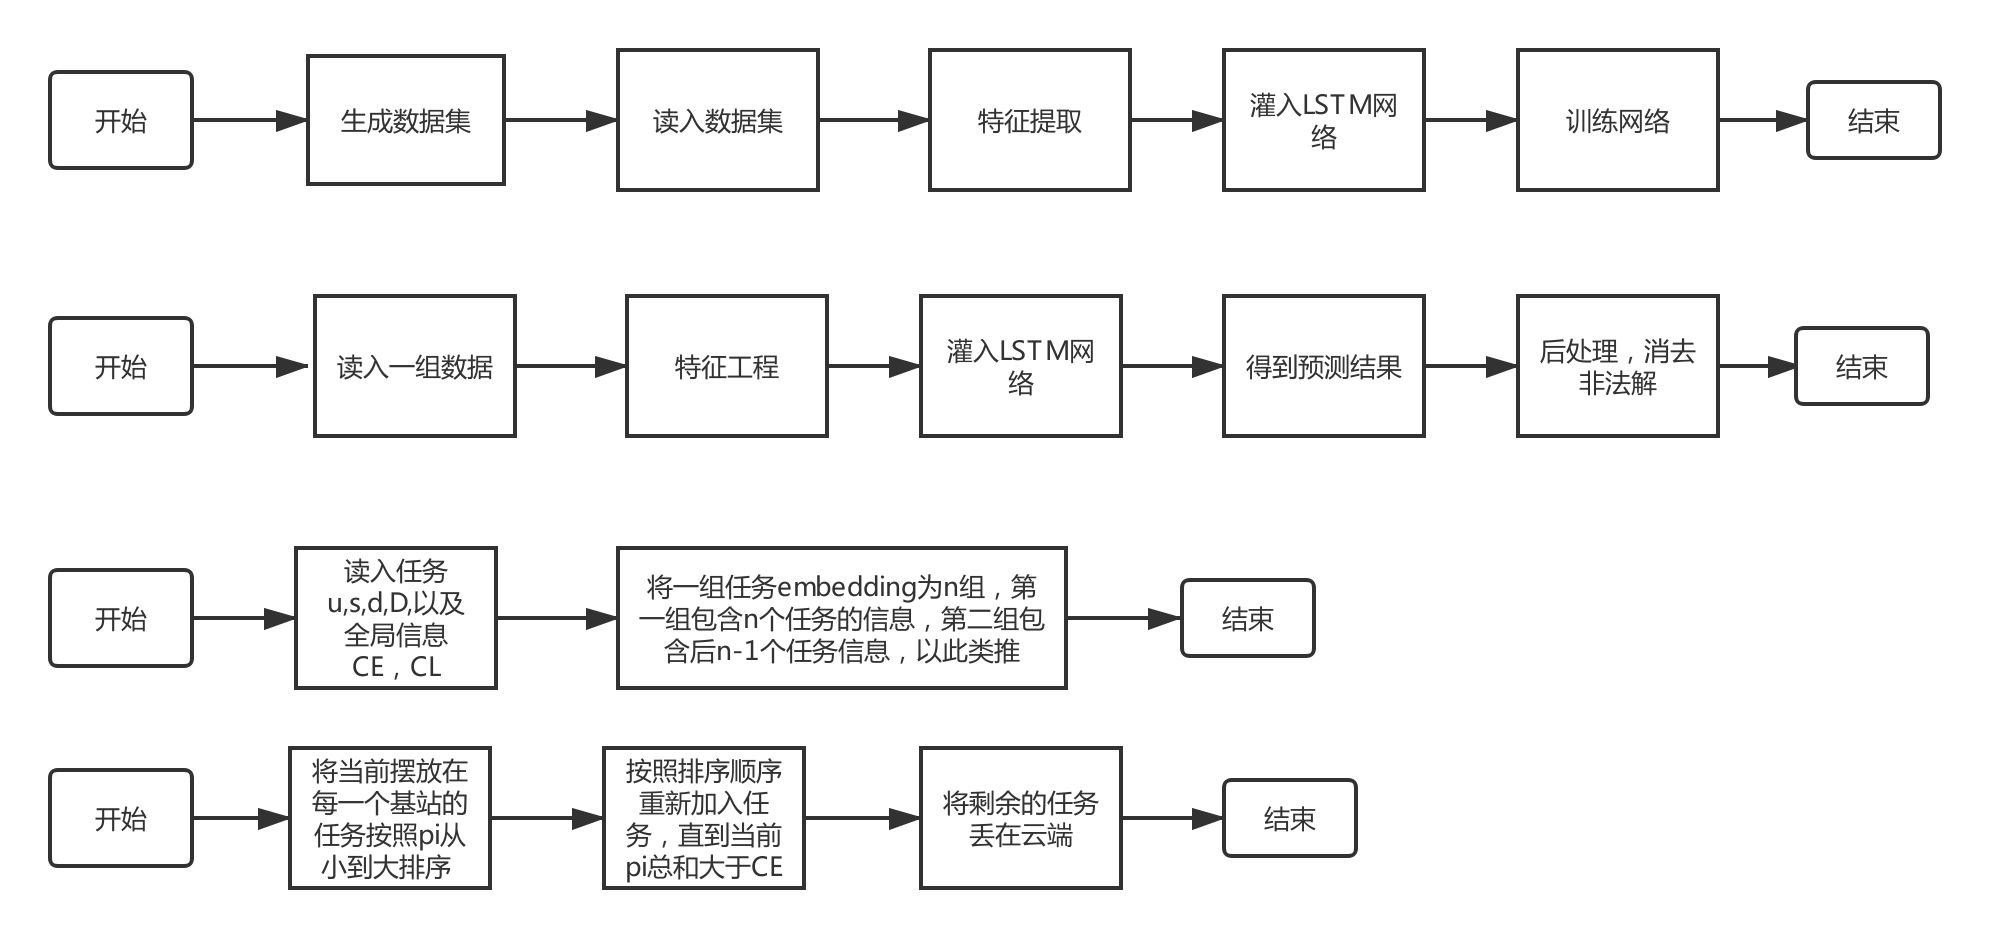 开始
生成数据集
读入数据集
特征提取
灌入LSTM网
络
训练网络
结束
开始
读入一组数据
特征工程
灌入LSTM网
络
得到预测结果
后处理，消去
非法解
结束
开始
读入任务
u,s,d,D,以及
全局信息
CE，CL
将一组任务embedding为n组，第
一组包含n个任务的信息，第二组包
含后n-1个任务信息，以此类推
结束
开始
将当前摆放在
每一个基站的
任务按照pi从
小到大排序
按照排序顺序
重新加入任
务，直到当前
pi总和大于CE
将剩余的任务
丢在云端
结束